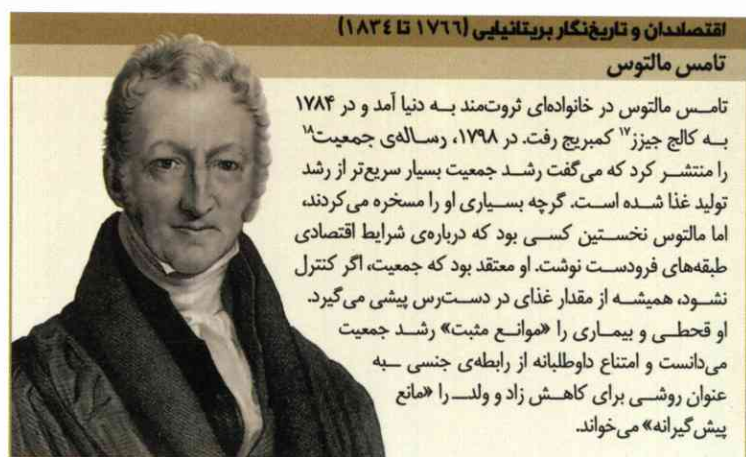 اقتصاددان و تاریخ‌نگار بریتانیایی (۱۷۶۶ تا ۱۸۳۴)
تامس مالتوس
تامس مالتوس در خانواده‌ای ثروت‌مند به دنیا آمد و در ۱۷۸۴
به کالج جیزز۱۷ کمبریج رفت. در ۱۷۹۸، رساله‌ی جمعیت۱۸
را منتشر کرد که می‌گفت رشد جمعیت بسیار سریع‌تر از رشد
تولید غذا شده است. گرچه بسیاری او را مسخره می‌کردند،
اما مالتوس نخستین کسی بود که درباره‌ی شرایط اقتصادی
طبقه‌های فرودست نوشت. او معتقد بود که جمعیت، اگر کنترل
نشود، همیشه از مقدار غذای در دست‌رس پیشی می‌گیرد.
او قحطی و بیماری را «موانع مثبت» رشد جمعیت
می‌دانست و امتناع داوطلبانه از رابطه‌ی جنسی ـ به
عنوان روشی برای کاهش زاد و ولد ـ را «مانع
پیش‌گیرانه» می‌خواند.